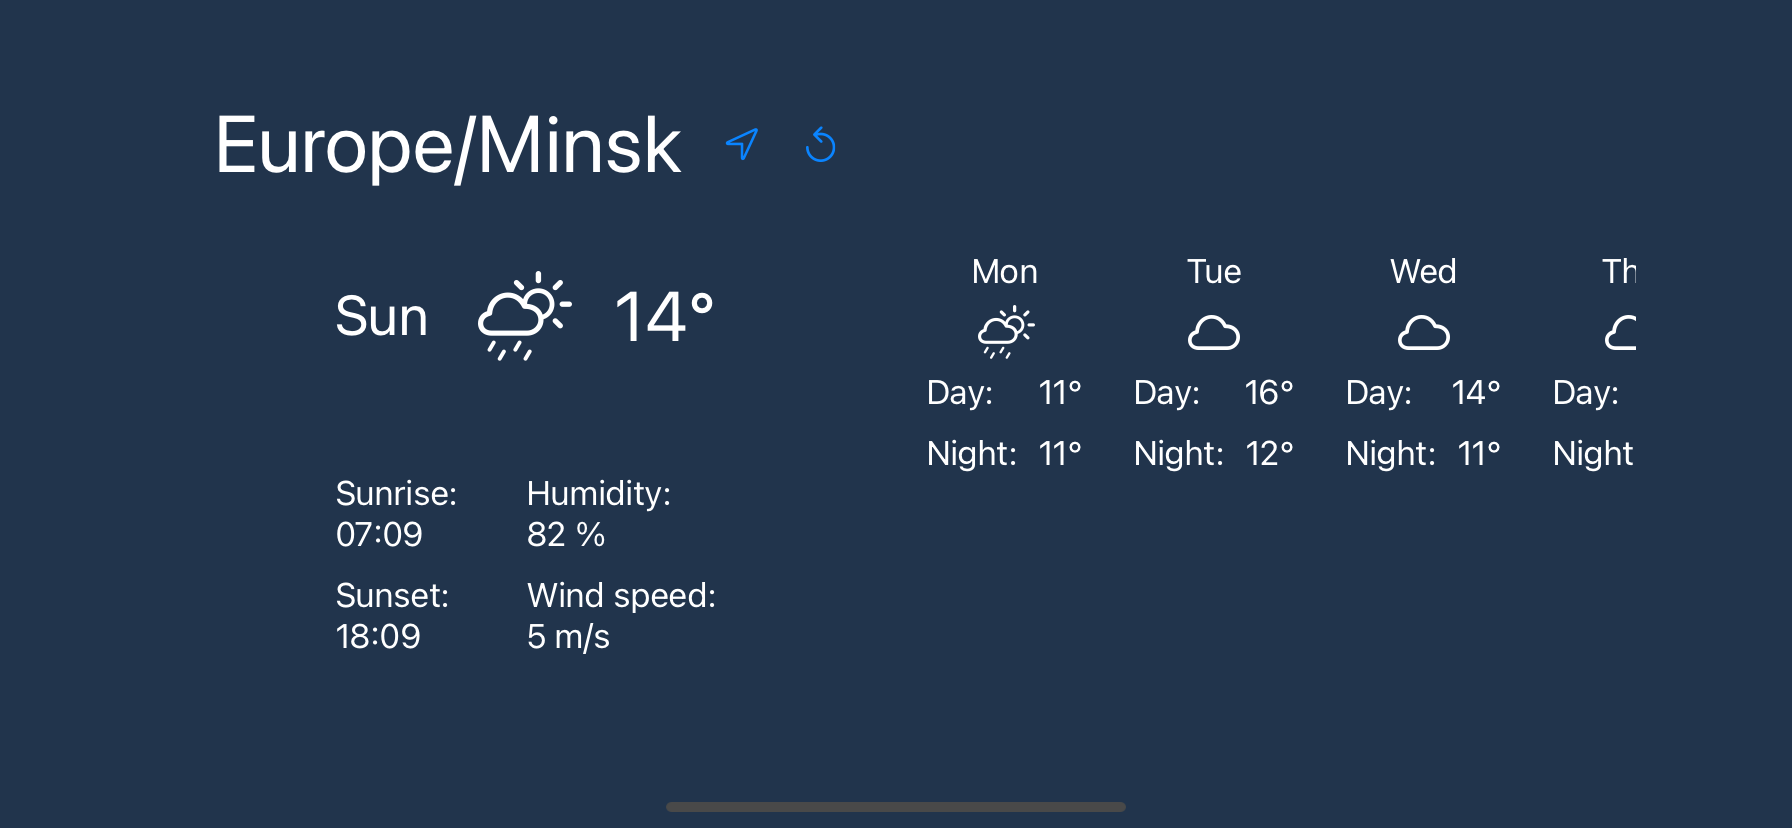 Europe/Minsk
Sun 14°
Sunrise: Humidity:
07:09 82 %
Sunset: Wind speed:
18:09 5 m/s
Mon Tue Wed Th
Day: 11° Day: 16° Day: 14° Day:
Night: 11° Night: 12° Night: 11° Night